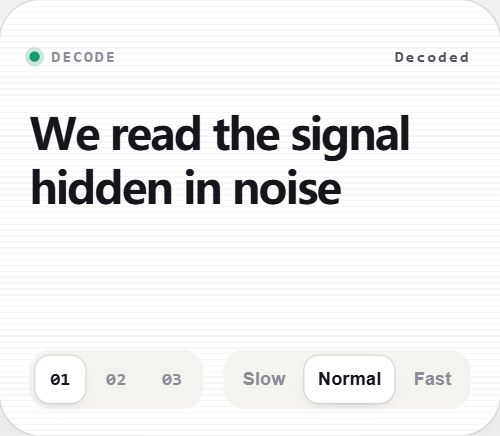 DECODE
Decoded
We read the signal
hidden in noise
01 02 03
Slow Normal Fast